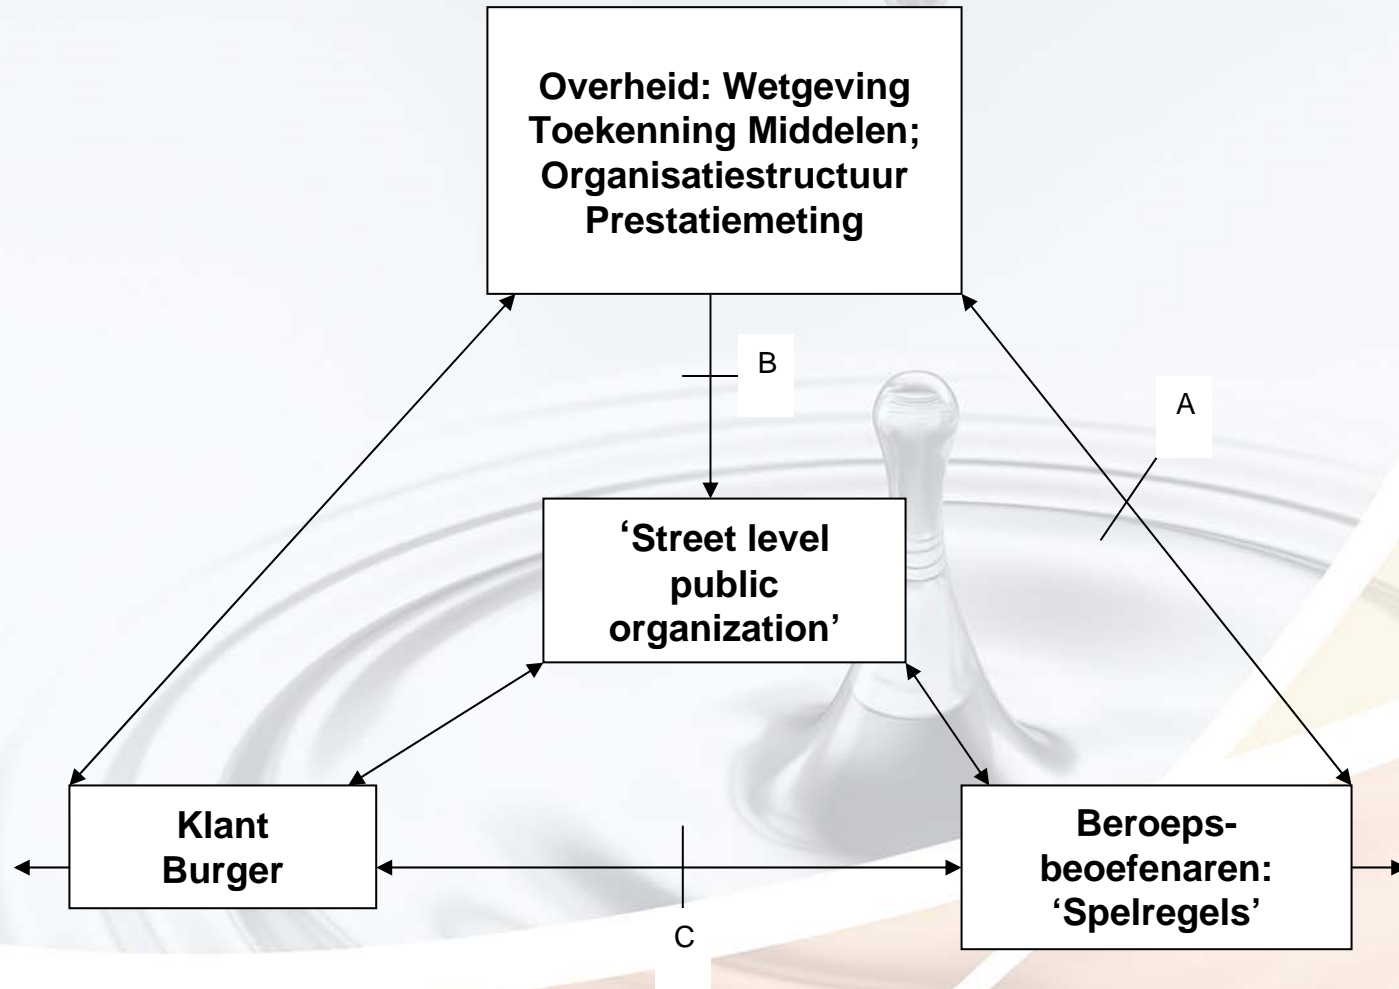 Overheid: Wetgeving
Toekenning Middelen;
Organisatiestructuur
Prestatiemeting
B
A
‘Street level
public
organization’
Klant
Burger
Beroeps-
beoefenaren:
‘Spelregels’
C